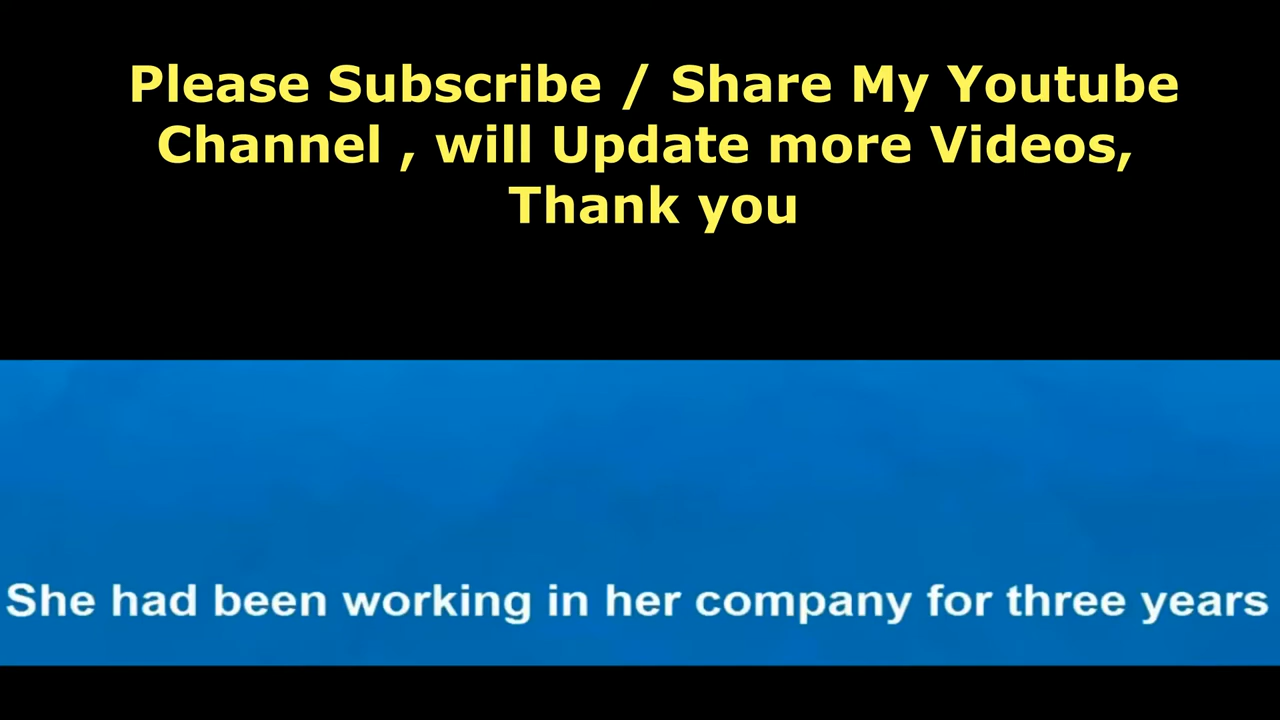 Please Subscribe / Share My Youtube
Channel , will Update more Videos,
Thank you
She had been working in her company for three years